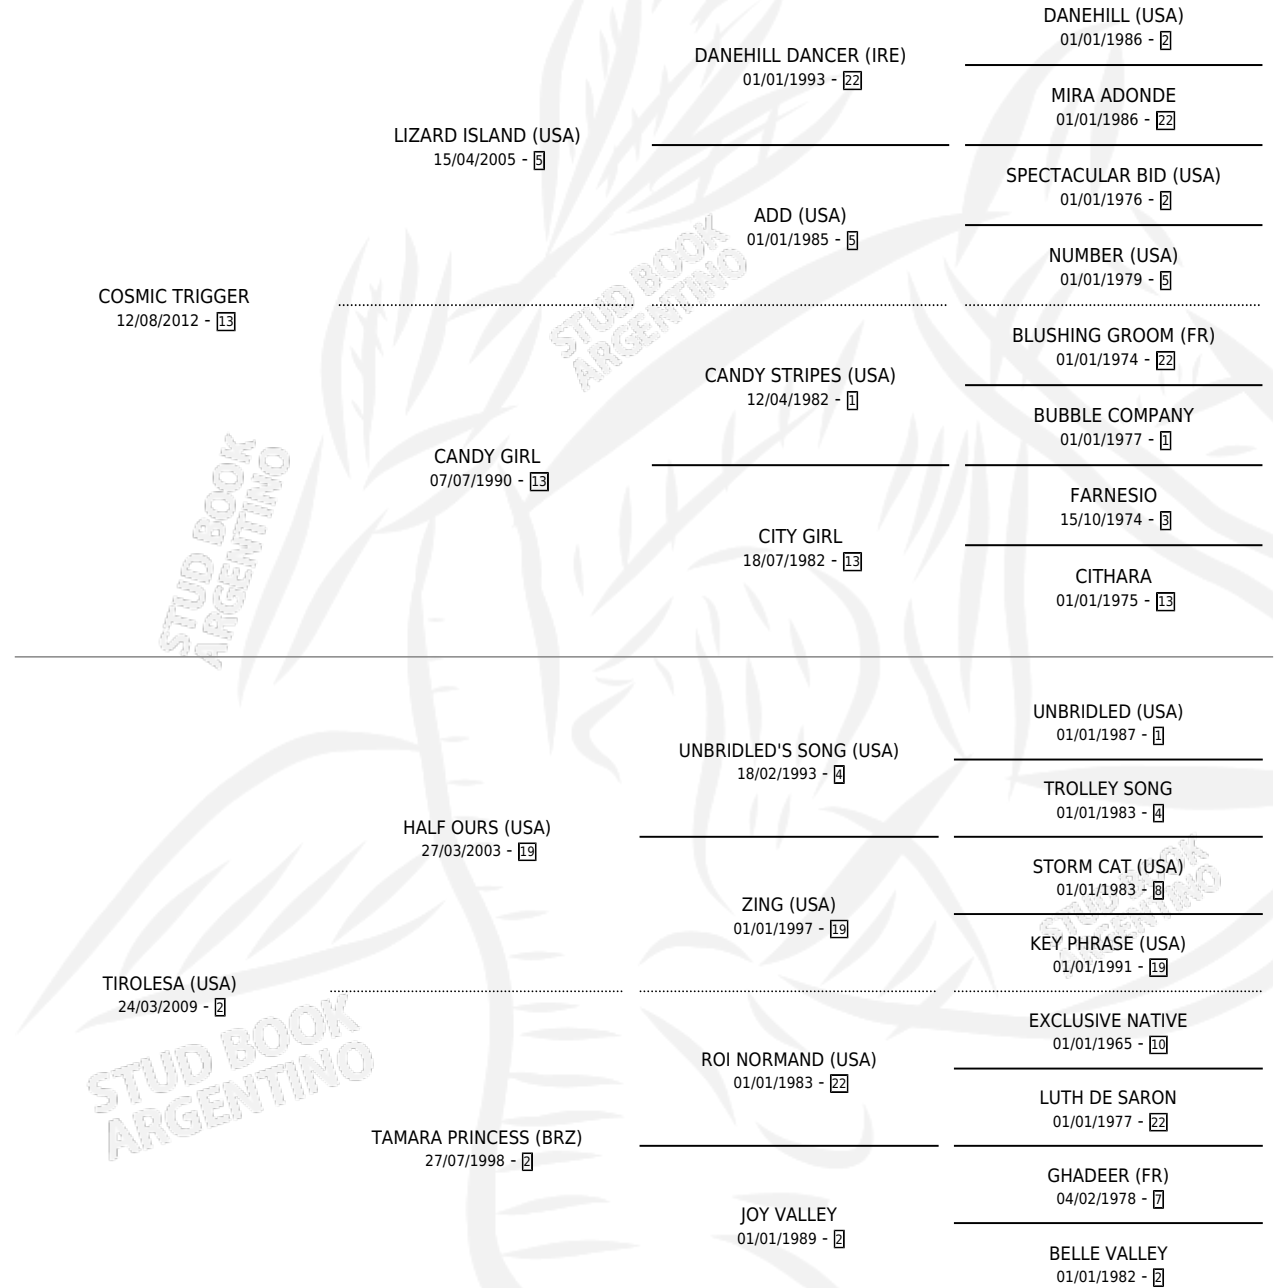 DANEHILL (USA)
01/01/1986 - 2
DANEHILL DANCER (IRE)
01/01/1993 - 22
MIRA ADONDE
01/01/1986 - 22
LIZARD ISLAND (USA)
15/04/2005 - 5
SPECTACULAR BID (USA)
01/01/1976 - 2
ADD (USA)
01/01/1985 - 5
NUMBER (USA)
01/01/1979 - 5
COSMIC TRIGGER
12/08/2012 - 13
BLUSHING GROOM (FR)
01/01/1974 - 22
CANDY STRIPES (USA)
12/04/1982 - 1
BUBBLE COMPANY
01/01/1977 - 1
CANDY GIRL
07/07/1990 - 13
FARNESIO
15/10/1974 - 3
CITY GIRL
18/07/1982 - 13
CITHARA
01/01/1975 - 13
STUD BOOK
ARGENTINO
STUD BOOK
ARGENTINO
UNBRIDLED (USA)
01/01/1987 - 1
UNBRIDLED'S SONG (USA)
18/02/1993 - 4
TROLLEY SONG
01/01/1983 - 4
HALF OURS (USA)
27/03/2003 - 19
STORM CAT (USA)
01/01/1983 - 8
ZING (USA)
01/01/1997 - 19
KEY PHRASE (USA)
01/01/1991 - 19
TIROLESA (USA)
24/03/2009 - 2
EXCLUSIVE NATIVE
01/01/1965 - 10
ROI NORMAND (USA)
01/01/1983 - 22
LUTH DE SARON
01/01/1977 - 22
TAMARA PRINCESS (BRZ)
27/07/1998 - 2
GHADEER (FR)
04/02/1978 - 7
JOY VALLEY
01/01/1989 - 2
BELLE VALLEY
01/01/1982 - 2
STUD BOOK
ARGENTINO
STUD BOOK
ARGENTINO